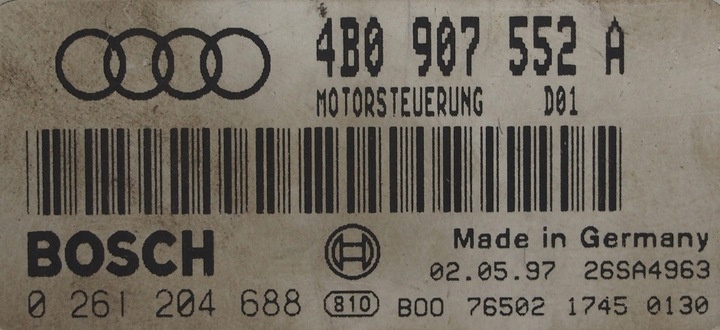 4B0 907 552 A
MOTORSTEUERUNG D01
BOSCH
Made in Germany
02.05.97 26SA4963
0 261 204 688 810 B00 76502 1745 0130